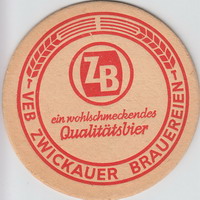 ZB
ein wohlschmeckendes
Qualitätsbier
VEB ZWICKAUER BRAUEREIEN